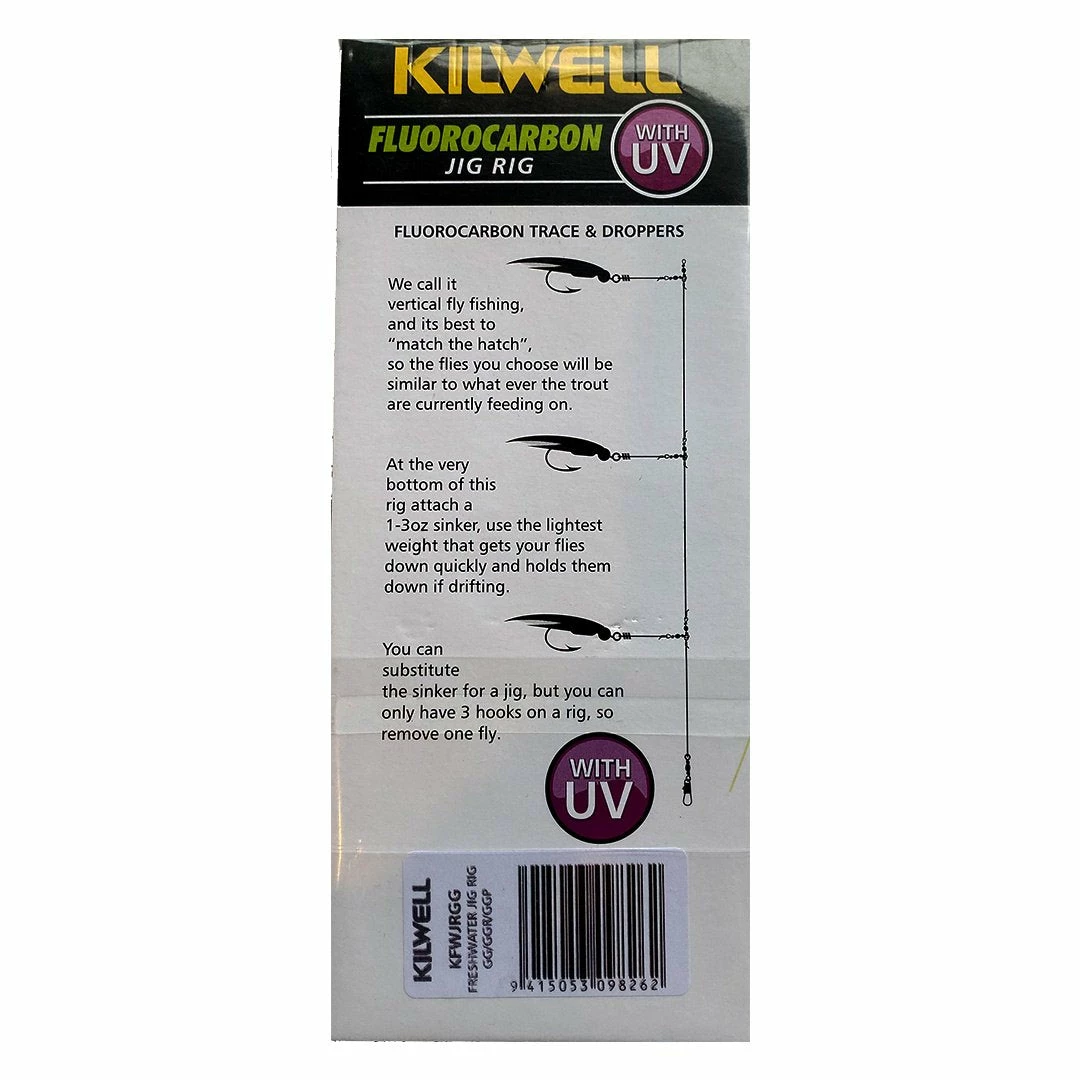 KILWELL
FLUOROCARBON
JIG RIG
WITH
UV
FLUOROCARBON TRACE & DROPPERS
We call it
vertical fly fishing,
and its best to
“match the hatch”,
so the flies you choose will be
similar to what ever the trout
are currently feeding on.
At the very
bottom of this
rig attach a
1-3oz sinker, use the lightest
weight that gets your flies
down quickly and holds them
down if drifting.
You can
substitute
the sinker for a jig, but you can
only have 3 hooks on a rig, so
remove one fly.
WITH
UV
KILWELL
KFWJRGG
FRESHWATER JIG RIG
GG/GGR/GGP
9 415053 098262